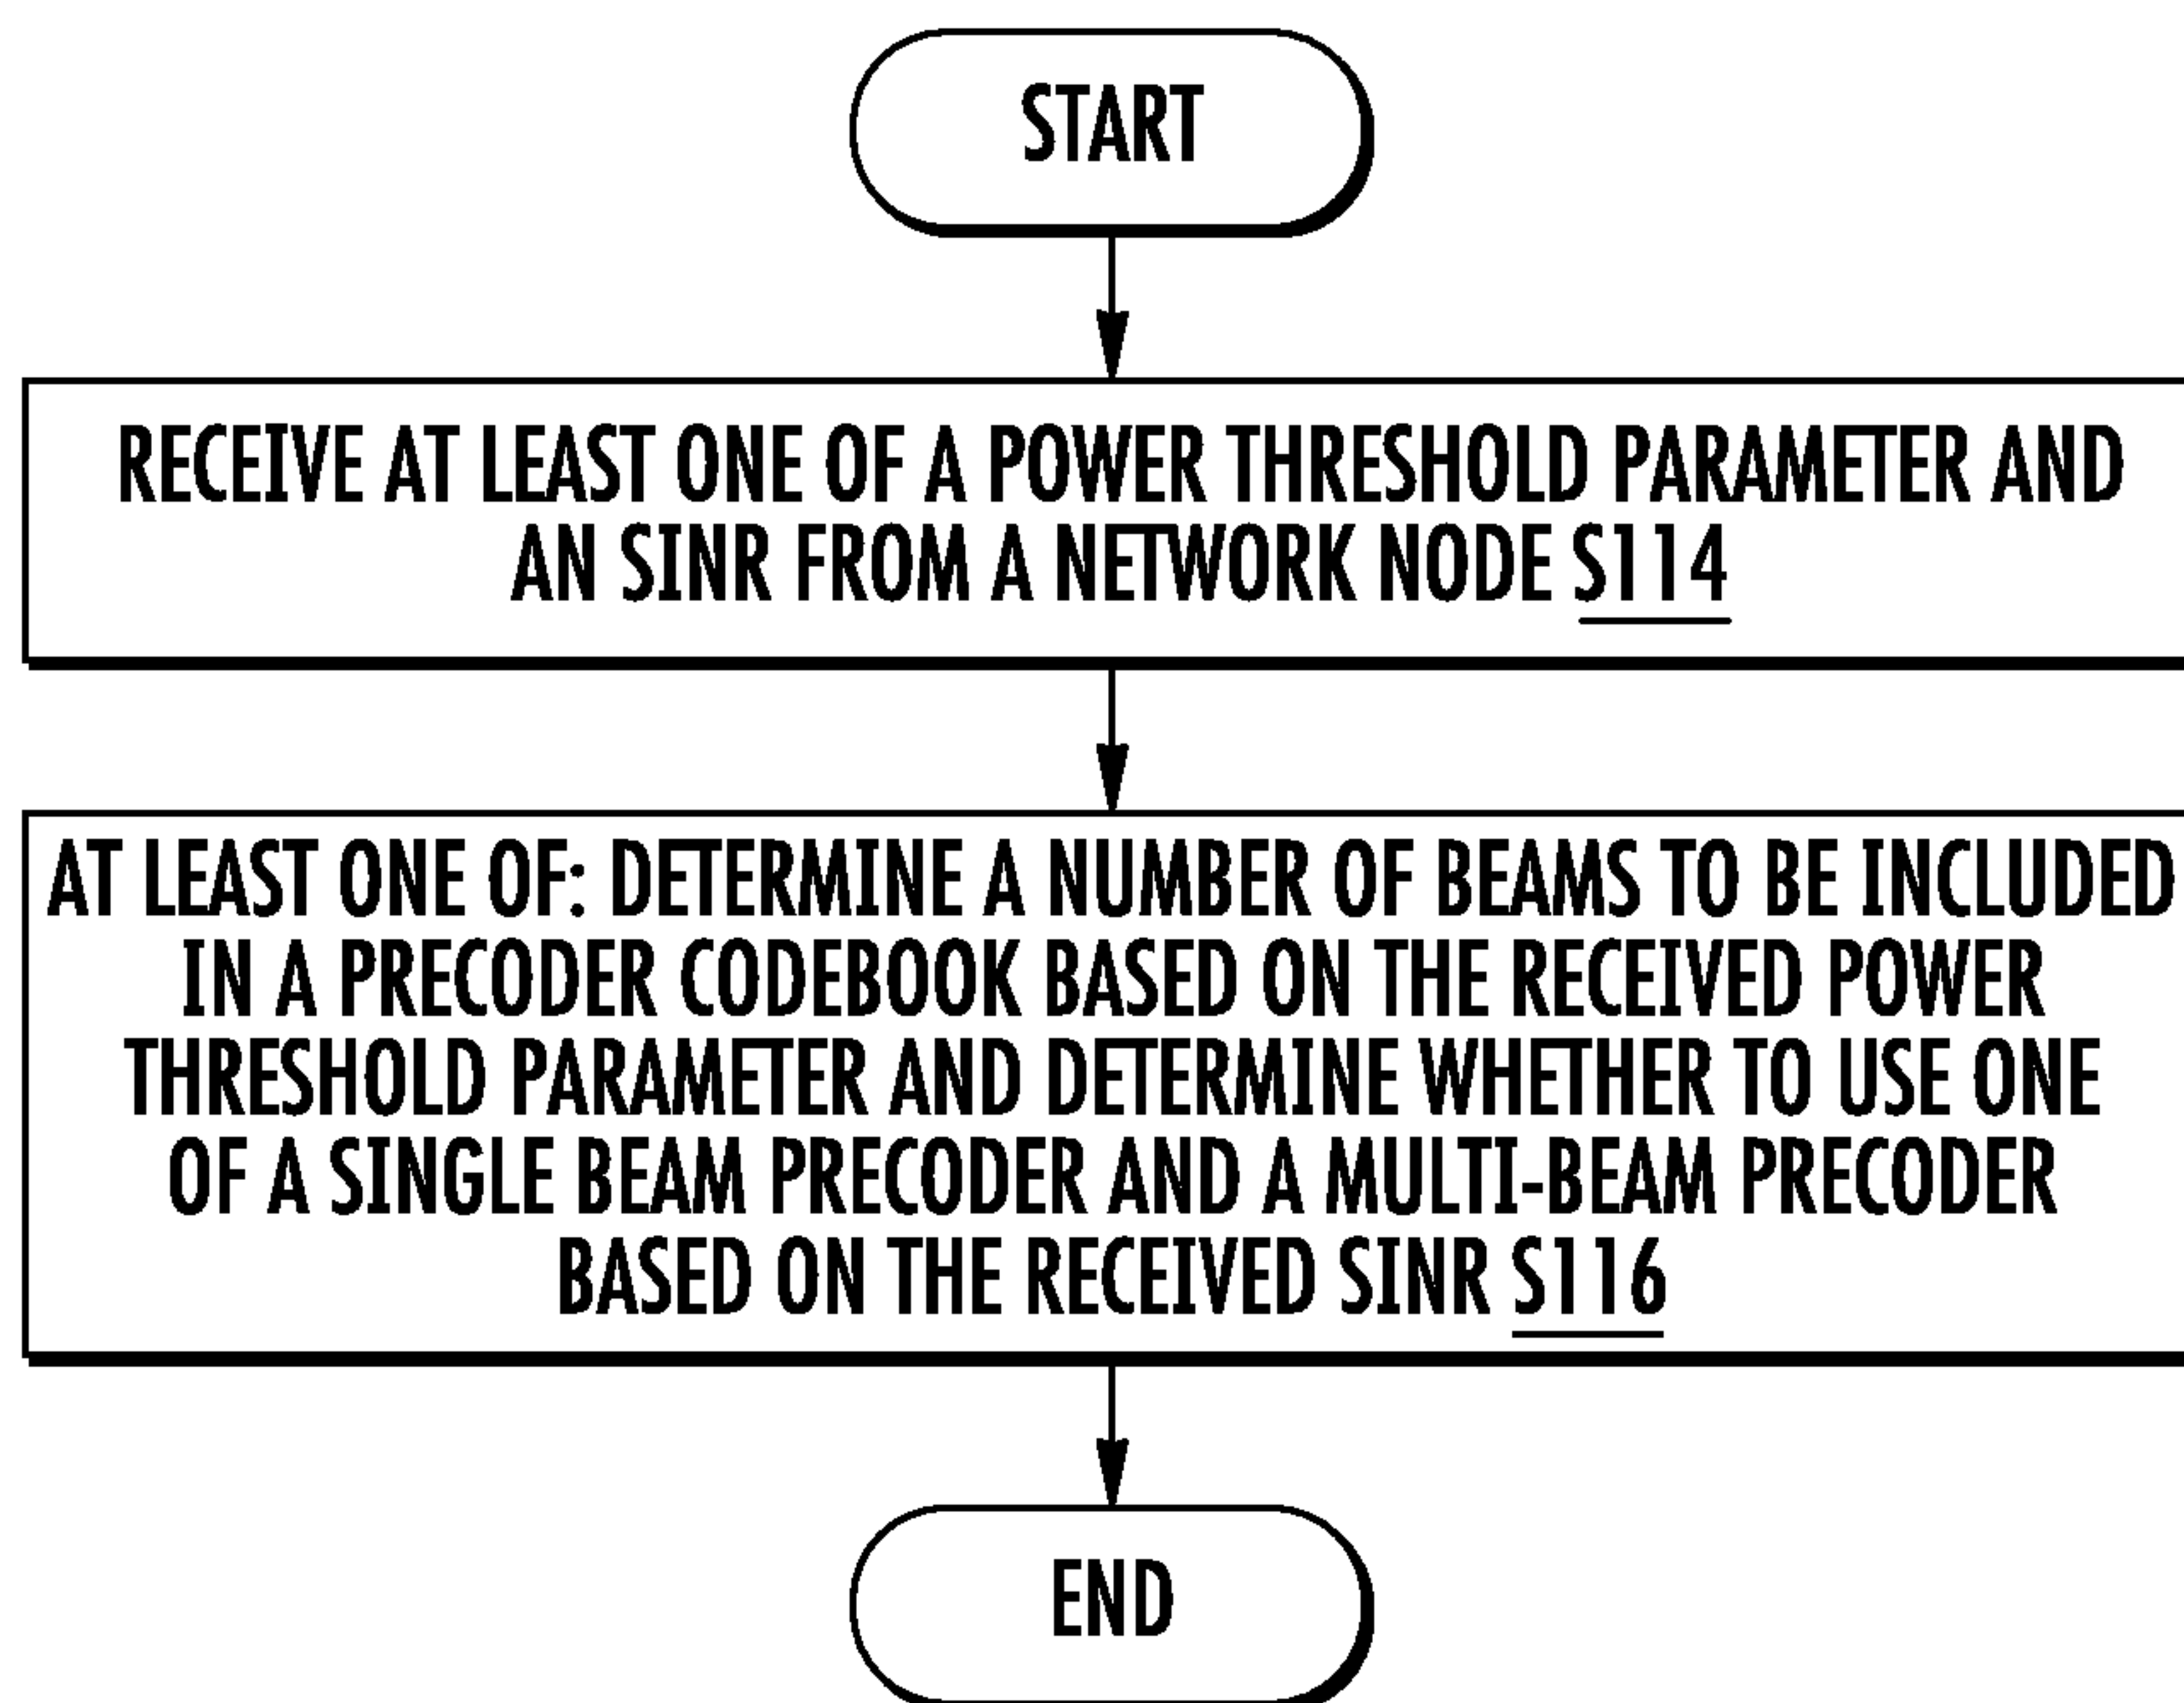 START
RECEIVE AT LEAST ONE OF A POWER THRESHOLD PARAMETER AND
AN SINR FROM A NETWORK NODE S114
AT LEAST ONE OF: DETERMINE A NUMBER OF BEAMS TO BE INCLUDED
IN A PRECODER CODEBOOK BASED ON THE RECEIVED POWER
THRESHOLD PARAMETER AND DETERMINE WHETHER TO USE ONE
OF A SINGLE BEAM PRECODER AND A MULTI-BEAM PRECODER
BASED ON THE RECEIVED SINR S116
END